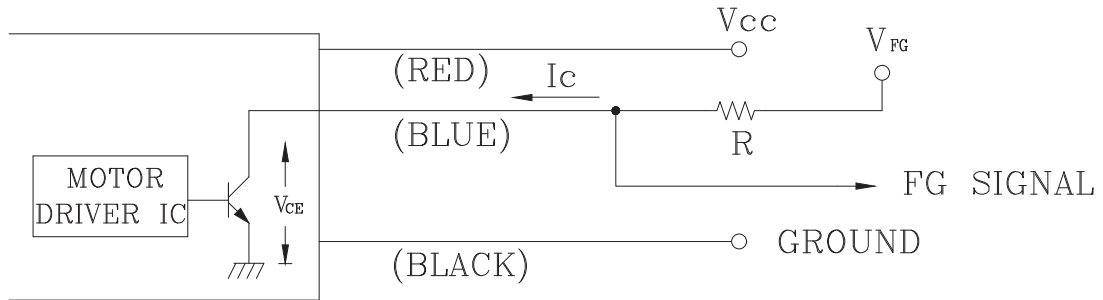 Vcc
V FG
(RED)
Ic
(BLUE)
R
MOTOR
DRIVER IC
VCE
FG SIGNAL
(BLACK)
GROUND